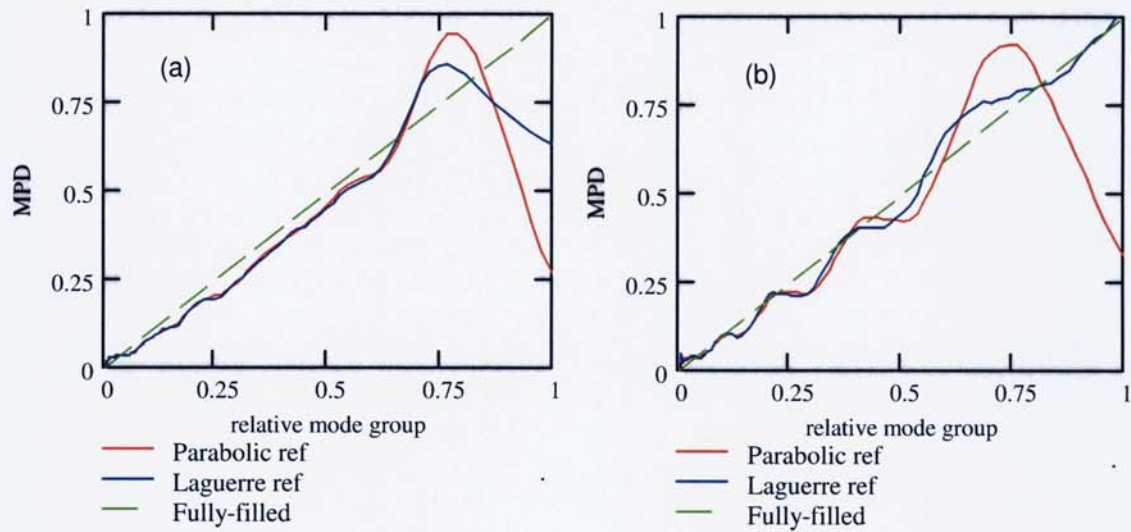 (a)
MPD
1
0.75
0.5
0.25
0
0 0.25 0.5 0.75 1
relative mode group
Parabolic ref
Laguerre ref
Fully-filled
(b)
MPD
1
0.75
0.5
0.25
0
0 0.25 0.5 0.75 1
relative mode group
Parabolic ref
Laguerre ref
Fully-filled